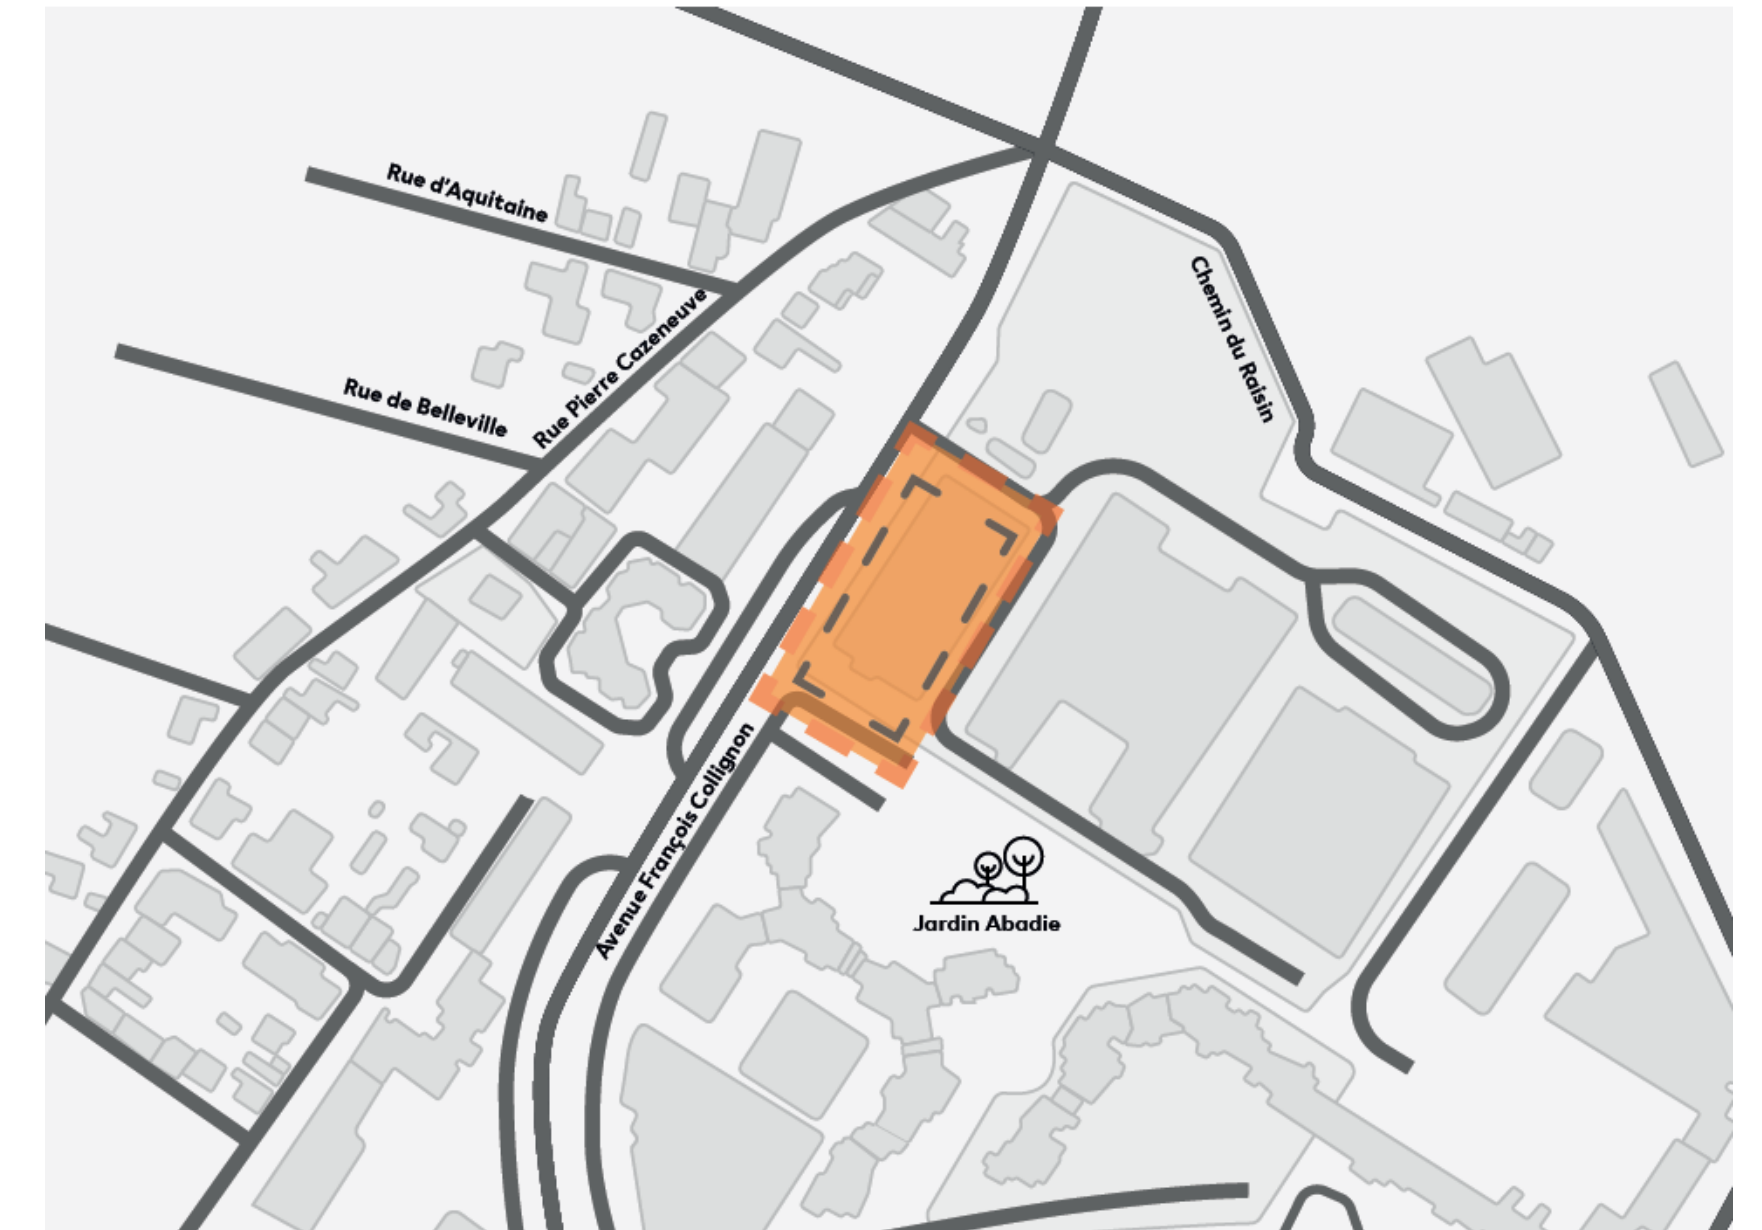 Rue d'Aquitaine
Rue de Belleville
Rue Pierre Cazeneuve
Chemin du Raisin
Avenue François Collignon
Jardin Abadie